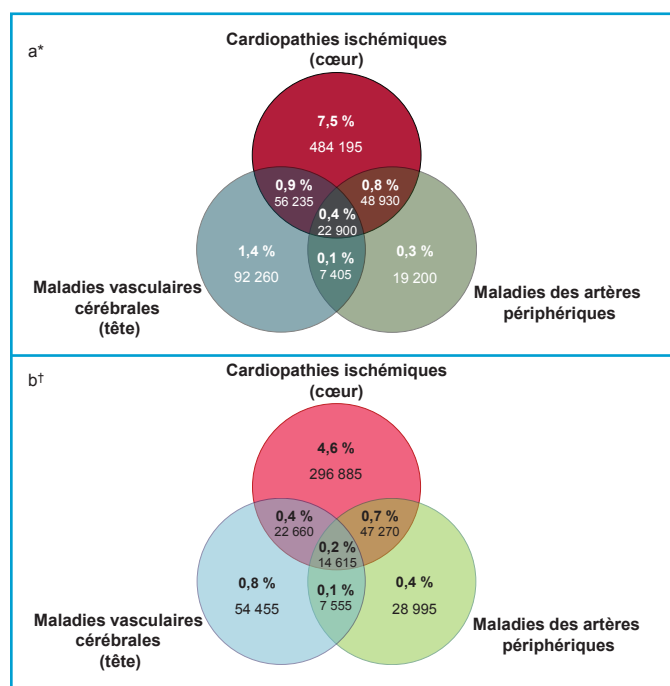 a*
Cardiopathies ischémiques
(cœur)
7,5 %
484 195
0,9 %
56 235
0,8 %
48 930
0,4 %
22 900
1,4 %
92 260
0,1 %
7 405
0,3 %
19 200
Maladies vasculaires
cérébrales
(tête)
Maladies des artères
périphériques
b†
Cardiopathies ischémiques
(cœur)
4,6 %
296 885
0,4 %
22 660
0,7 %
47 270
0,2 %
14 615
0,8 %
54 455
0,1 %
7 555
0,4 %
28 995
Maladies vasculaires
cérébrales
(tête)
Maladies des artères
périphériques